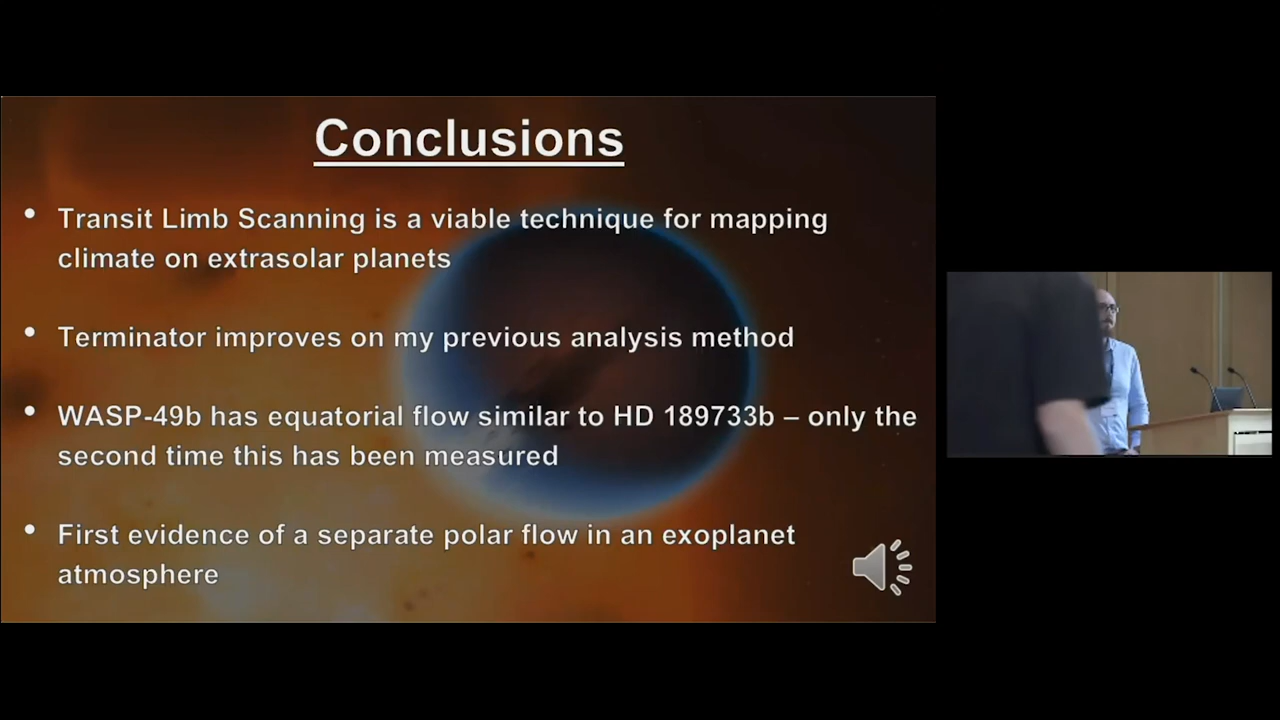 Conclusions
• Transit Limb Scanning is a viable technique for mapping
climate on extrasolar planets
• Terminator improves on my previous analysis method
• WASP-49b has equatorial flow similar to HD 189733b – only the
second time this has been measured
• First evidence of a separate polar flow in an exoplanet
atmosphere